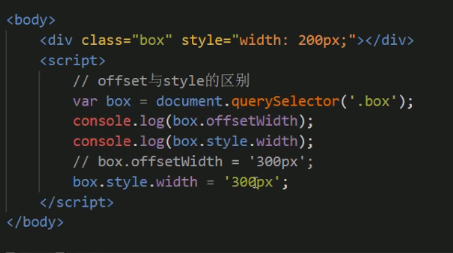 <body>
<div class="box" style="width: 200px;"></div>
<script>
// offset与style的区别
var box = document.querySelector('.box');
console.log(box.offsetWidth);
console.log(box.style.width);
// box.offsetWidth = '300px';
box.style.width = '300px';
</script>
</body>